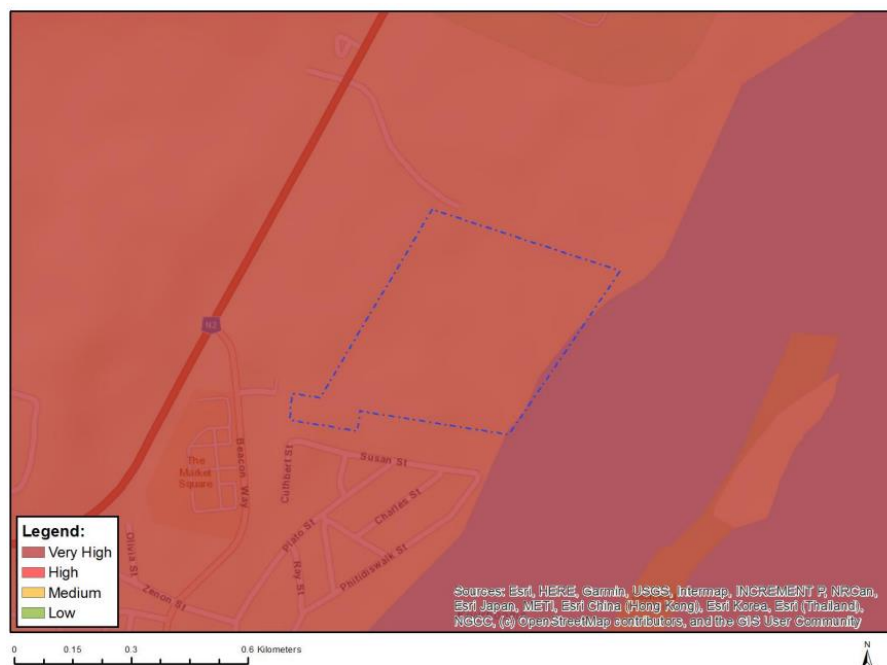 N2
The
Market
Square
Beacon Way
Cuthbert St
Susan St
Charles St
Plato St
Ray St
Phitidiswalk St
Olivia St
Zenon St
Legend:
Very High
High
Medium
Low
Sources: Esri, HERE, Garmin, USGS, Intermap, INCREMENT P, NRCan,
Esri Japan, METI, Esri China (Hong Kong), Esri Korea, Esri (Thailand),
NGCC, (c) OpenStreetMap contributors, and the GIS User Community
0 0.15 0.3 0.6 Kilometers
N